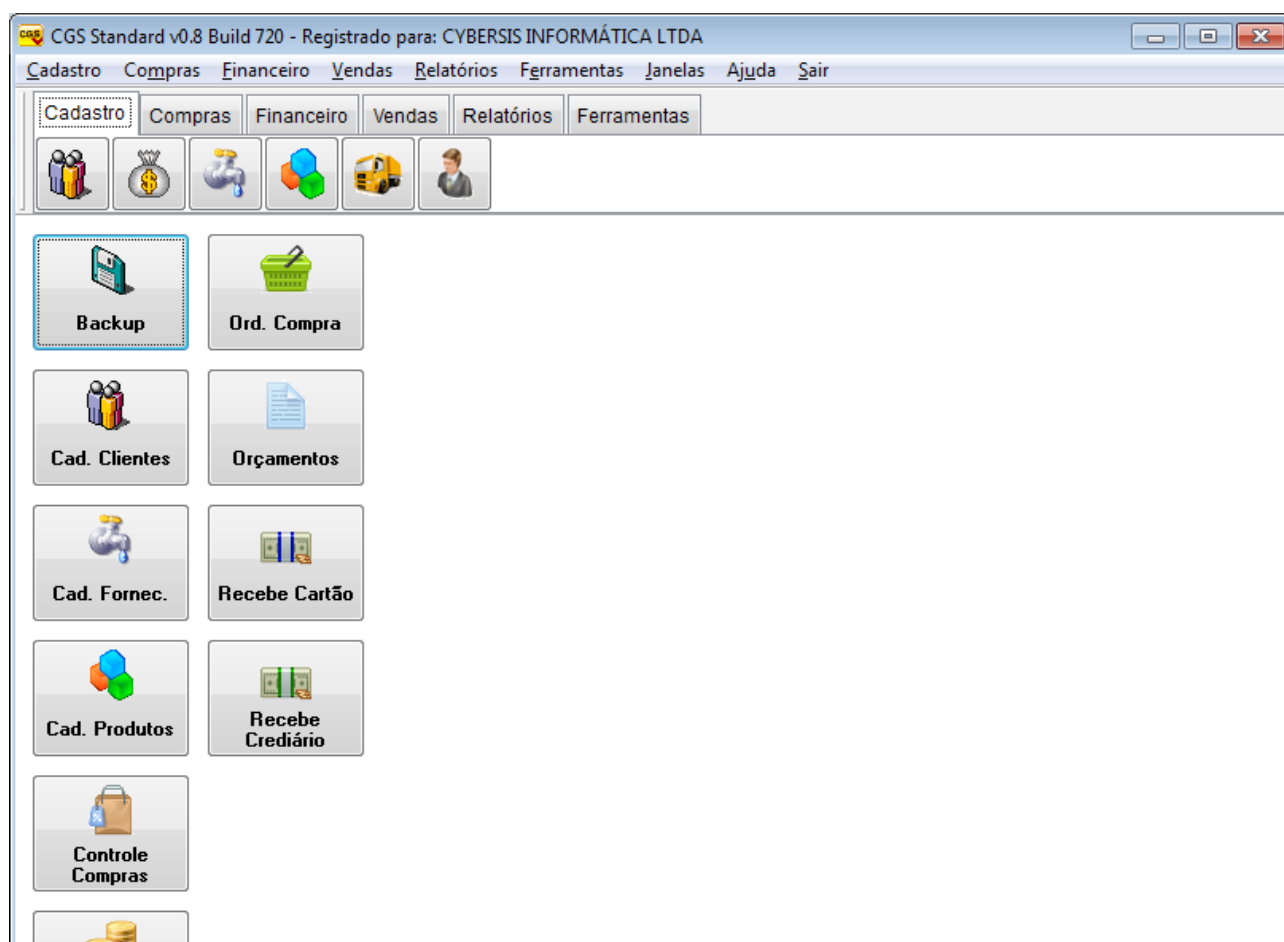 CGS Standard v0.8 Build 720 - Registrado para: CYBERSIS INFORMÁTICA LTDA
Cadastro Compras Financeiro Vendas Relatórios Ferramentas Janelas Ajuda Sair
Cadastro Compras Financeiro Vendas Relatórios Ferramentas
Backup Ord. Compra
Cad. Clientes Orçamentos
Cad. Fornec. Recebe Cartão
Cad. Produtos Recebe
Crediário
Controle
Compras